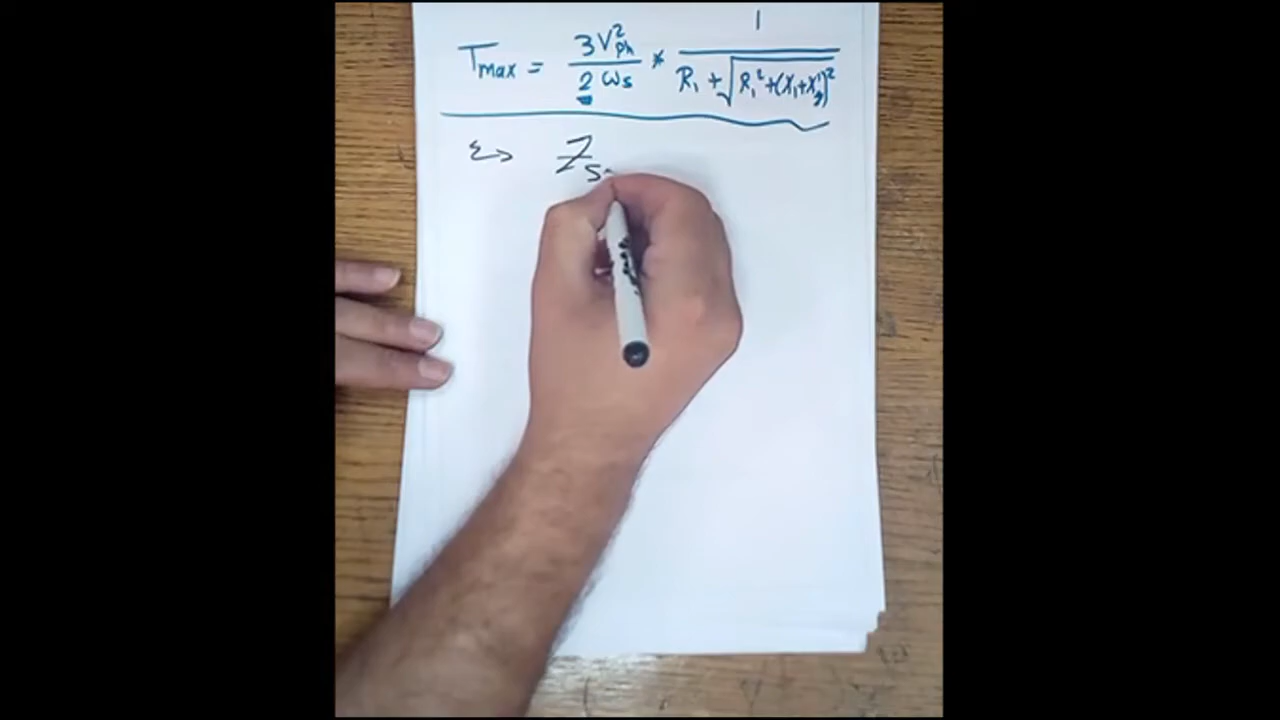 Tmax = 3V²ph / 2ωs * 1 / R₁ + √R₁² + (X₁+X₂')²
Zs